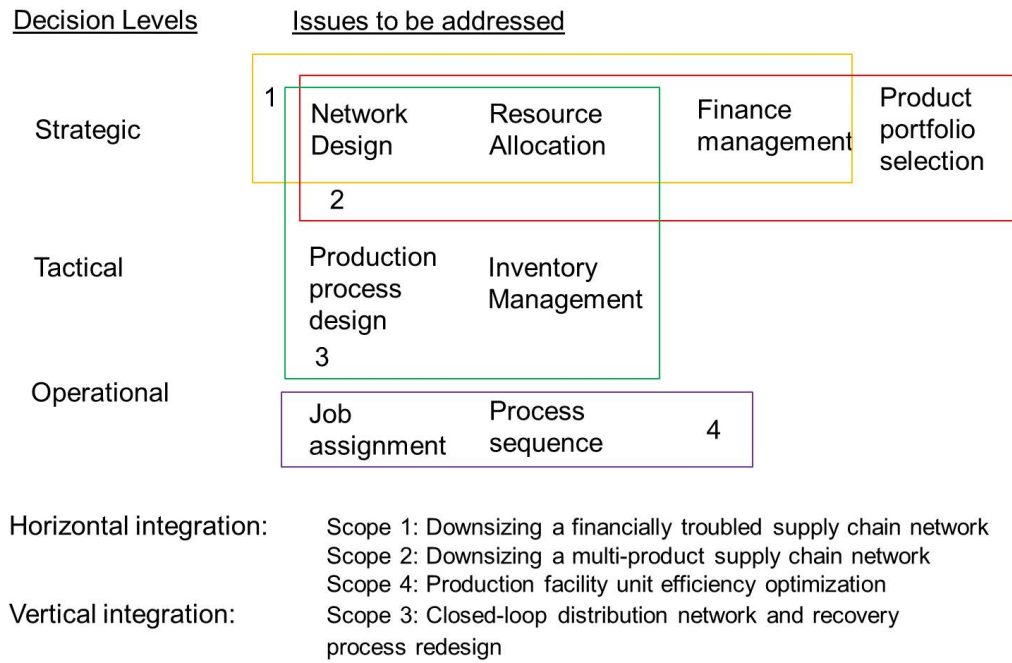 Decision Levels
Issues to be addressed
1
Strategic
Network
Design
Resource
Allocation
Finance
management
Product
portfolio
selection
2
Tactical
Production
process
design
Inventory
Management
3
Operational
Job
assignment
Process
sequence
4
Horizontal integration:
Scope 1: Downsizing a financially troubled supply chain network
Scope 2: Downsizing a multi-product supply chain network
Scope 4: Production facility unit efficiency optimization
Vertical integration:
Scope 3: Closed-loop distribution network and recovery
process redesign